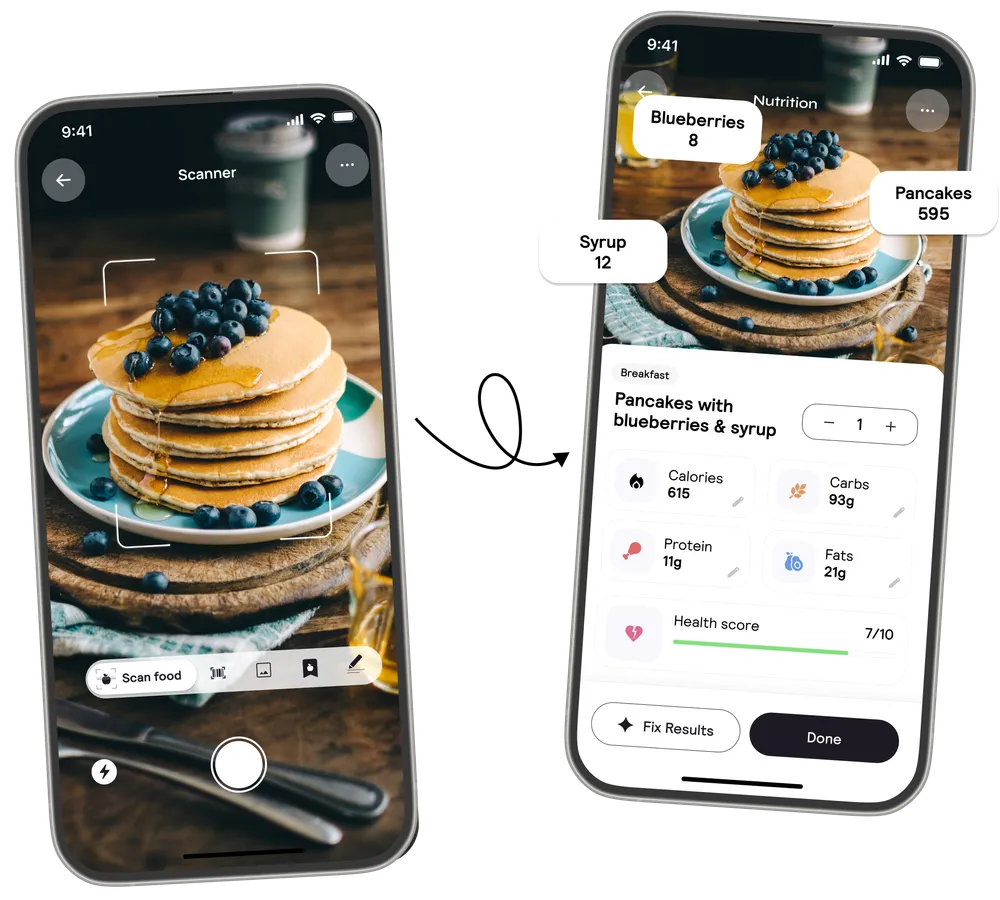 9:41
Scanner
Scan food
9:41
Nutrition
Blueberries
8
Pancakes
595
Syrup
12
Breakfast
Pancakes with
blueberries & syrup
1
Calories
615
Carbs
93g
Protein
11g
Fats
21g
Health score
7/10
Fix Results
Done